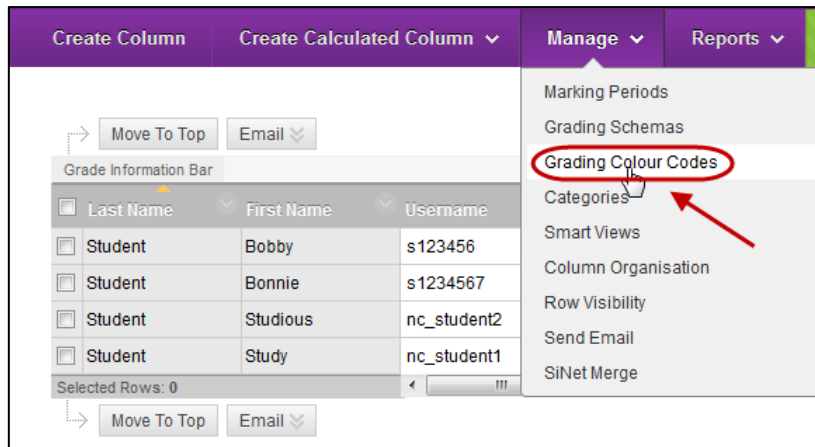 Create Column Create Calculated Column Manage Reports
Marking Periods
Grading Schemas
Grading Colour Codes
Categories
Smart Views
Column Organisation
Row Visibility
Send Email
SiNet Merge
Move To Top Email
Grade Information Bar
Last Name First Name Username
Student Bobby s123456
Student Bonnie s1234567
Student Studious nc_student2
Student Study nc_student1
Selected Rows: 0
Move To Top Email